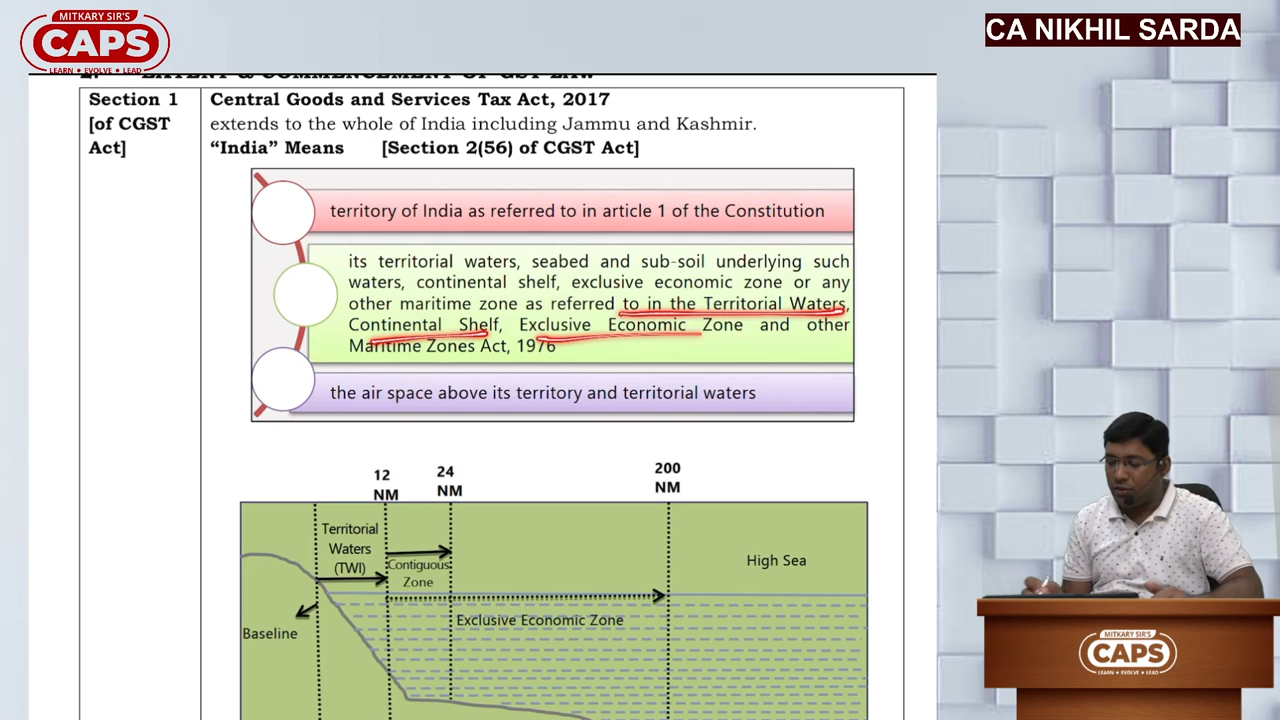 MITKARY SIR'S
CAPS
LEARN • EVOLVE • LEAD
CA NIKHIL SARDA
2. EXTENT & COMMENCEMENT OF GST LAW
Section 1
[of CGST
Act]
Central Goods and Services Tax Act, 2017
extends to the whole of India including Jammu and Kashmir.
“India” Means [Section 2(56) of CGST Act]
territory of India as referred to in article 1 of the Constitution
its territorial waters, seabed and sub-soil underlying such
waters, continental shelf, exclusive economic zone or any
other maritime zone as referred to in the Territorial Waters,
Continental Shelf, Exclusive Economic Zone and other
Maritime Zones Act, 1976
the air space above its territory and territorial waters
12
NM
24
NM
200
NM
Territorial
Waters
(TWI)
Contiguous
Zone
High Sea
Exclusive Economic Zone
Baseline
MITKARY SIR'S
CAPS
LEARN • EVOLVE • LEAD